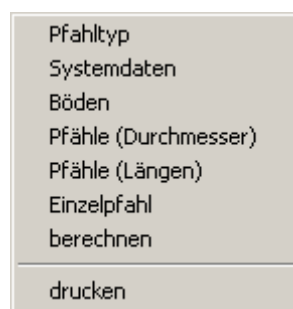 Pfahltyp
Systemdaten
Böden
Pfähle (Durchmesser)
Pfähle (Längen)
Einzelpfahl
berechnen
drucken